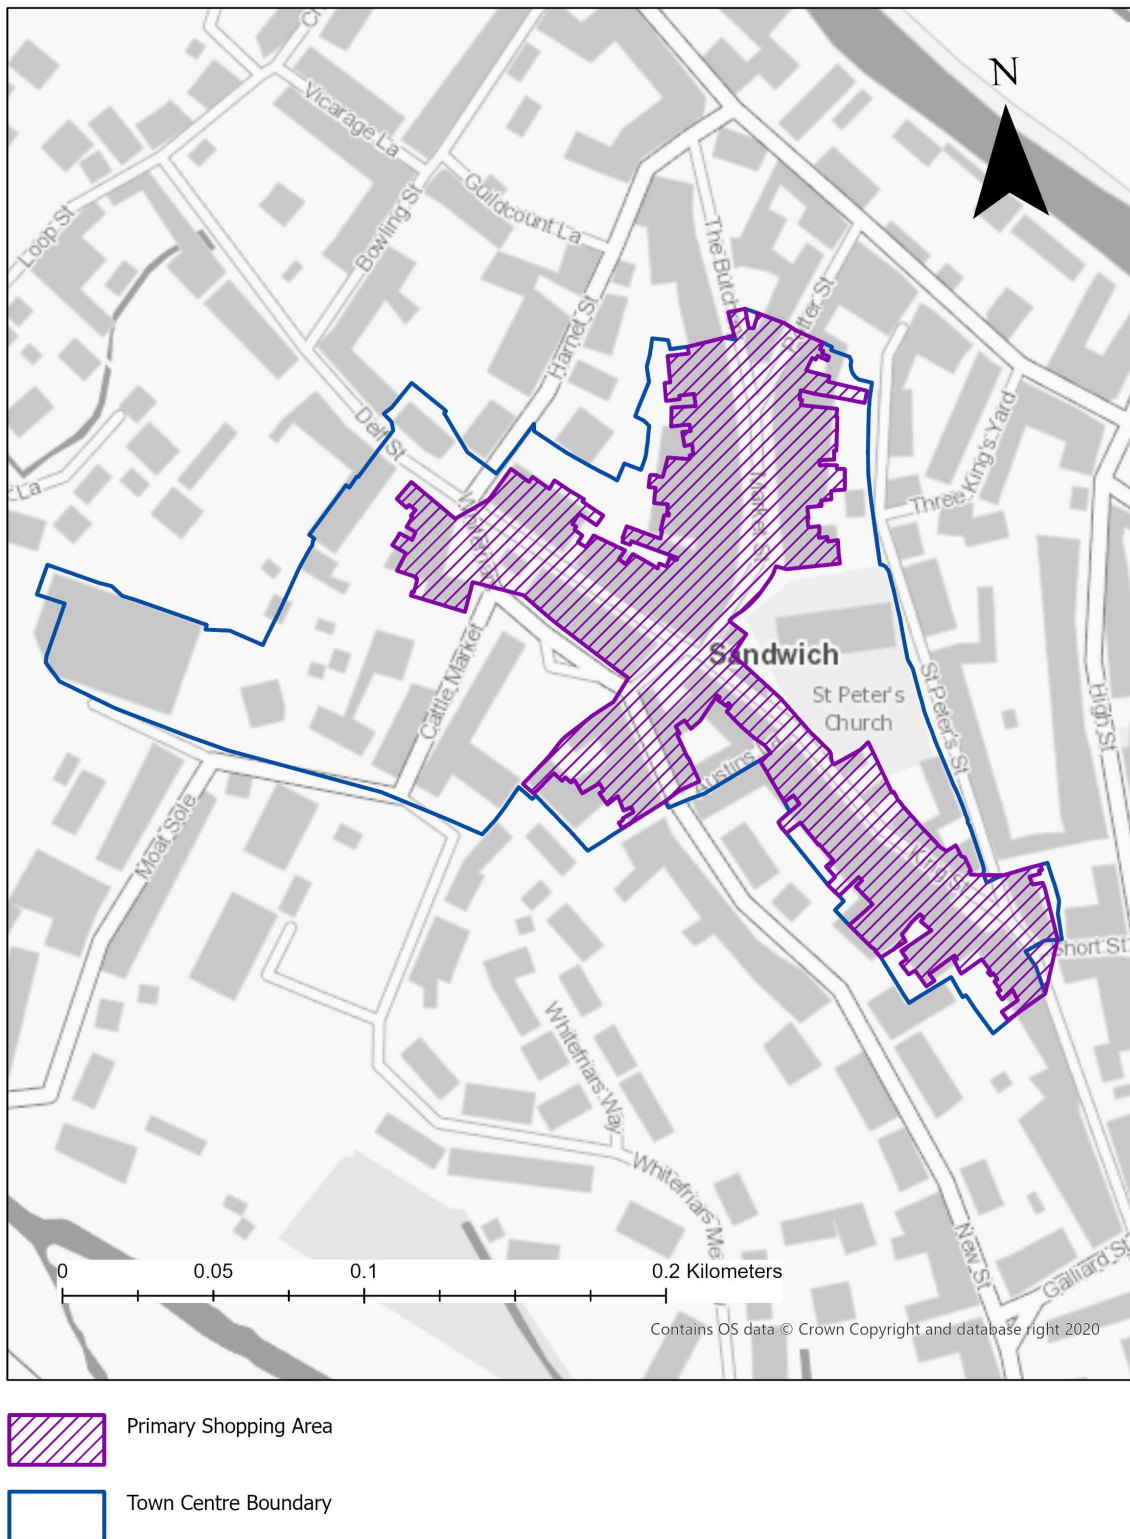 N
Vicarage La
Guildcount La
Bowling St
Loop St
The Butch
Potter St
Harnet St
Delf St
La
Three King's Yard
Market St
Cattle Market
Sandwich
St Peter's
Church
St Peter's St
High St
Austins
Moat Sole
King St
Short St
Whitefriars Way
Whitefriars Me
New St
Galliard St
0
0.05
0.1
0.2 Kilometers
Contains OS data © Crown Copyright and database right 2020
Primary Shopping Area
Town Centre Boundary